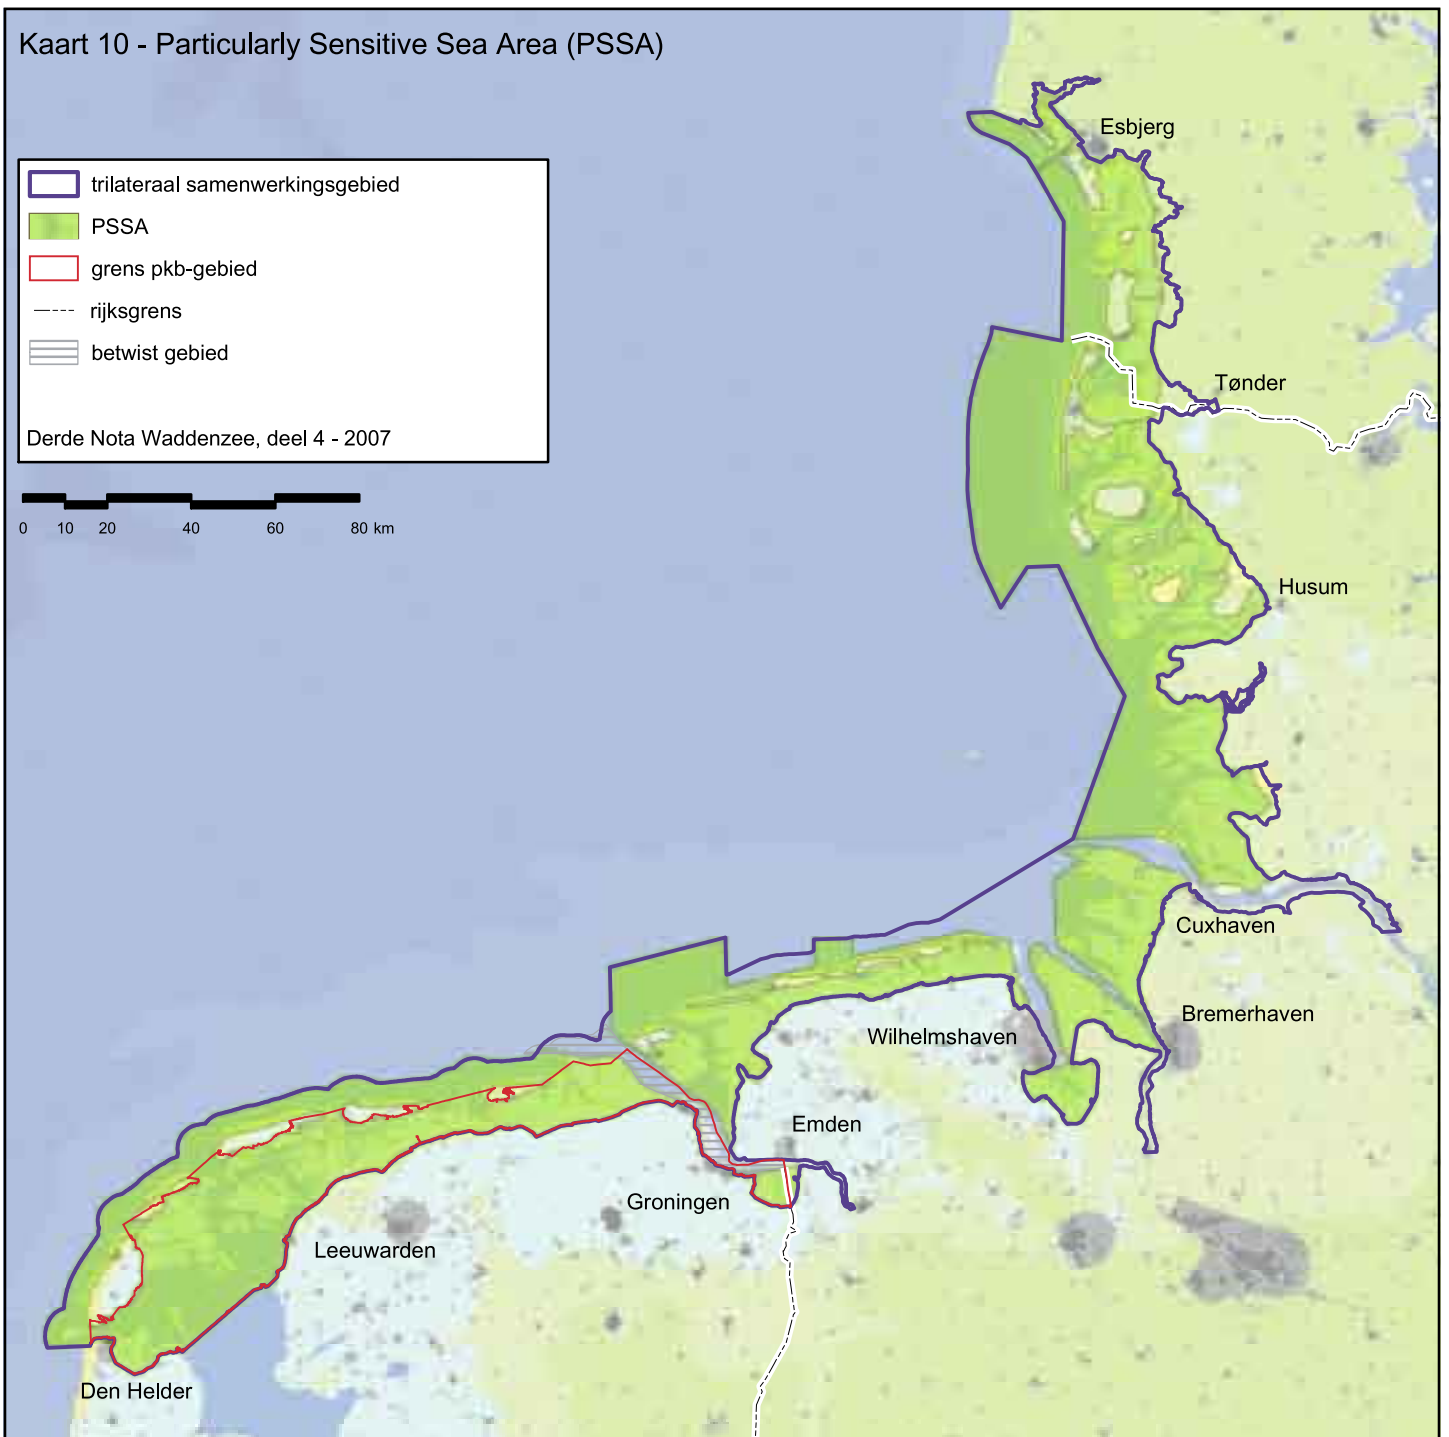 Kaart 10 - Particularly Sensitive Sea Area (PSSA)
trilateraal samenwerkingsgebied
PSSA
grens pkb-gebied
rijksgrens
betwist gebied
Derde Nota Waddenzee, deel 4 - 2007
0 10 20 40 60 80 km
Esbjerg
Tønder
Husum
Cuxhaven
Bremerhaven
Wilhelmshaven
Emden
Groningen
Leeuwarden
Den Helder